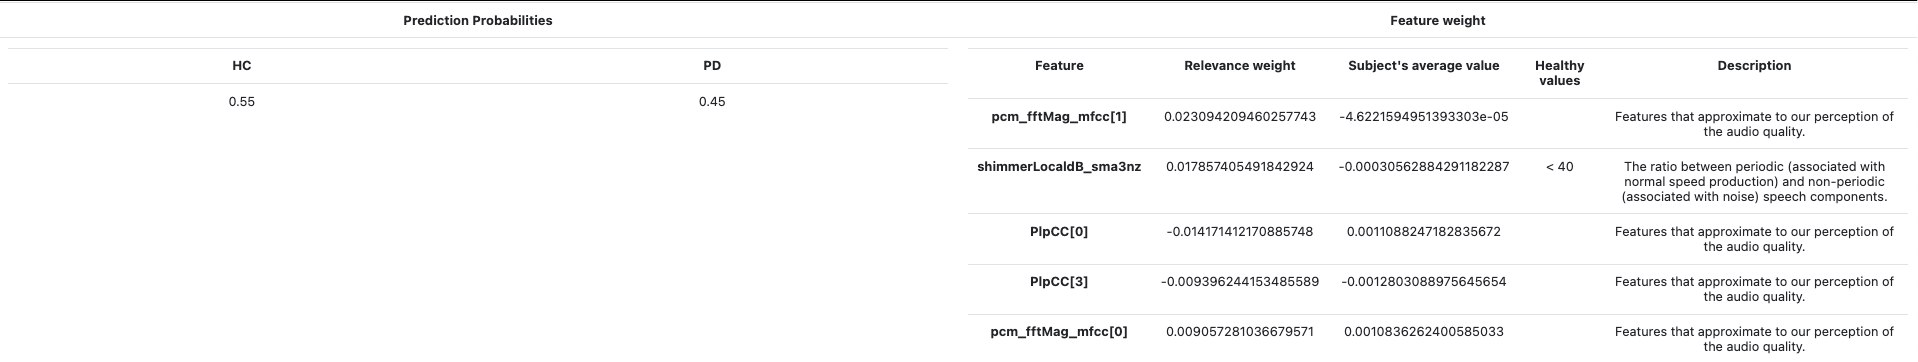 Prediction Probabilities
Feature weight
HC PD
0.55 0.45
Feature Relevance weight Subject's average value Healthy
values Description
pcm_fftMag_mfcc[1] 0.023094209460257743 -4.6221594951393303e-05 Features that approximate to our perception of
the audio quality.
shimmerLocaldB_sma3nz 0.017857405491842924 -0.00030562884291182287 < 40 The ratio between periodic (associated with
normal speed production) and non-periodic
(associated with noise) speech components.
PlpCC[0] -0.014171412170885748 0.0011088247182835672 Features that approximate to our perception of
the audio quality.
PlpCC[3] -0.009396244153485589 -0.0012803088975645654 Features that approximate to our perception of
the audio quality.
pcm_fftMag_mfcc[0] 0.009057281036679571 0.0010836262400585033 Features that approximate to our perception of
the audio quality.